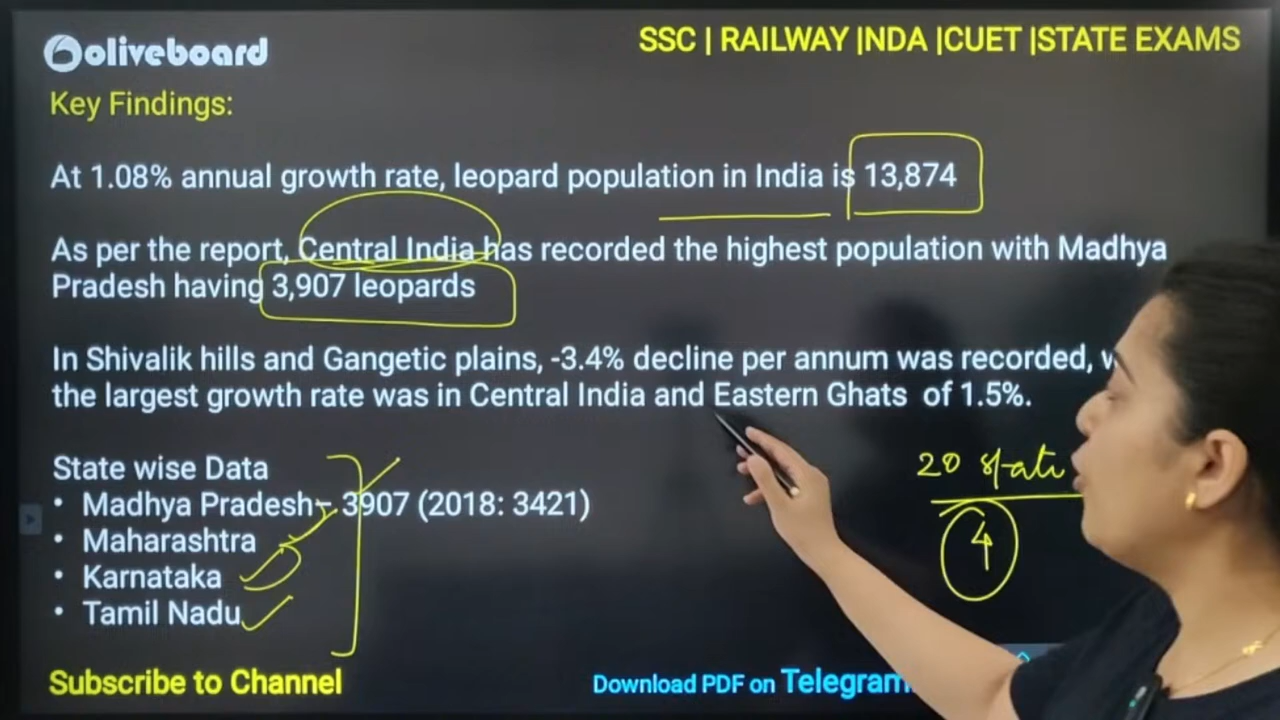 oliveboard
SSC | RAILWAY |NDA |CUET |STATE EXAMS
Key Findings:
At 1.08% annual growth rate, leopard population in India is 13,874
As per the report, Central India has recorded the highest population with Madhya
Pradesh having 3,907 leopards
In Shivalik hills and Gangetic plains, -3.4% decline per annum was recorded,
the largest growth rate was in Central India and Eastern Ghats of 1.5%.
20 state
4
State wise Data
• Madhya Pradesh– 3907 (2018: 3421)
• Maharashtra
• Karnataka
• Tamil Nadu
Subscribe to Channel
Download PDF on Telegram